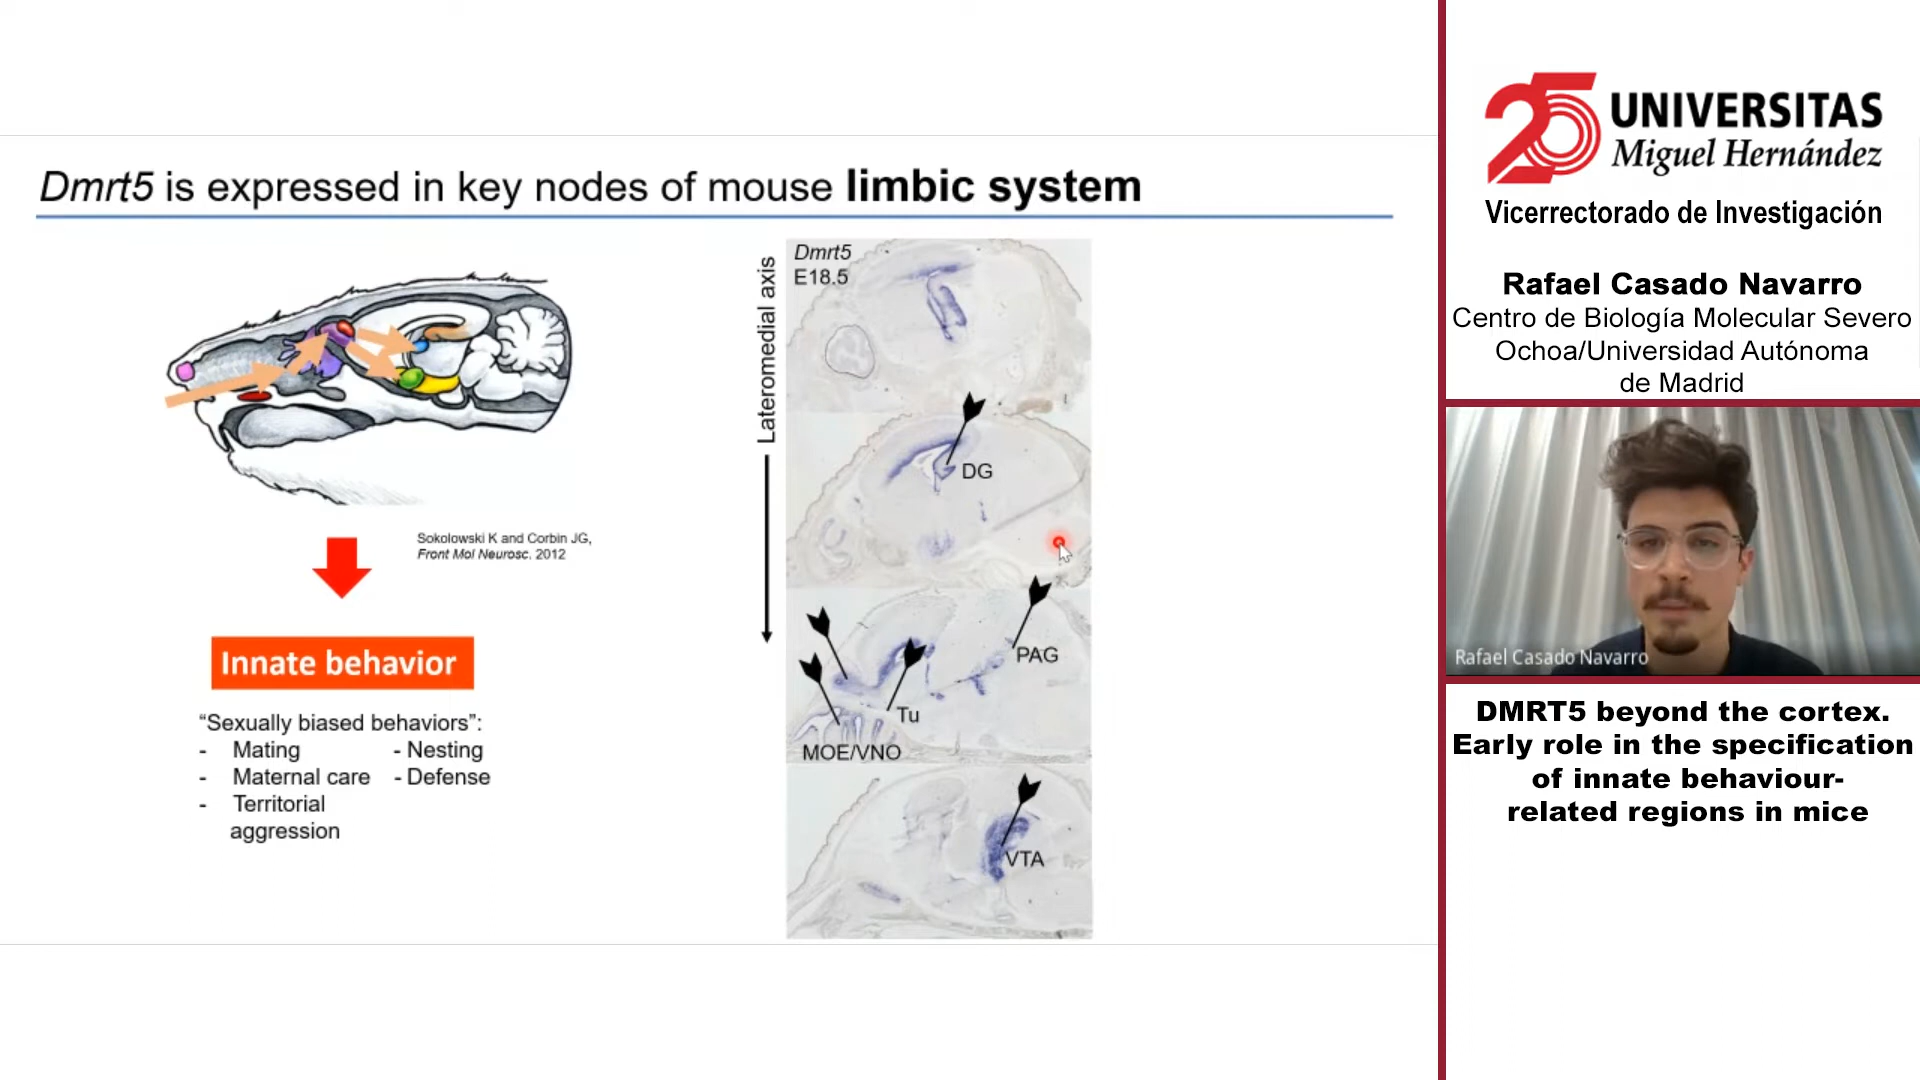 Dmrt5 is expressed in key nodes of mouse limbic system
Sokolowski K and Corbin JG,
Front Mol Neurosc. 2012
Innate behavior
“Sexually biased behaviors”:
- Mating - Nesting
- Maternal care - Defense
- Territorial
aggression
Lateromedial axis
Dmrt5
E18.5
DG
PAG
Tu
MOE/VNO
VTA
25 UNIVERSITAS
Miguel Hernández
Vicerrectorado de Investigación
Rafael Casado Navarro
Centro de Biología Molecular Severo
Ochoa/Universidad Autónoma
de Madrid
Rafael Casado Navarro
DMRT5 beyond the cortex.
Early role in the specification
of innate behaviour-
related regions in mice